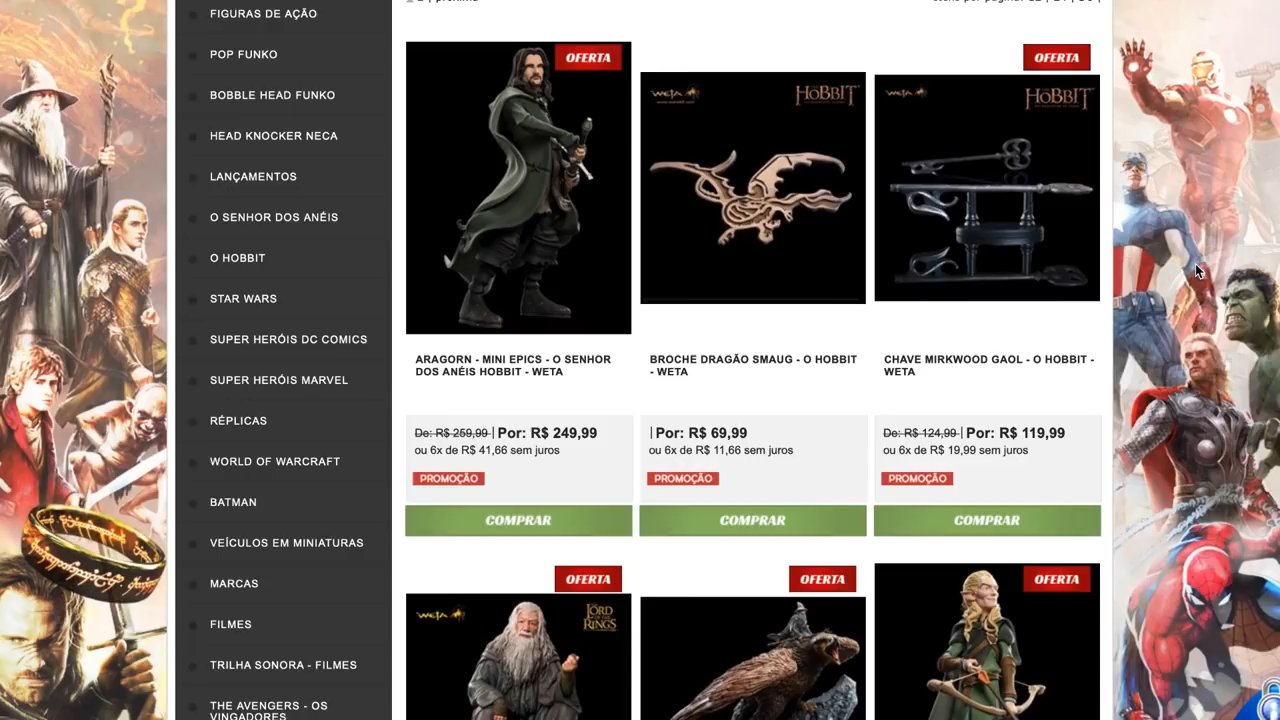 FIGURAS DE AÇÃO
POP FUNKO
BOBBLE HEAD FUNKO
HEAD KNOCKER NECA
LANÇAMENTOS
O SENHOR DOS ANÉIS
O HOBBIT
STAR WARS
SUPER HERÓIS DC COMICS
SUPER HERÓIS MARVEL
RÉPLICAS
WORLD OF WARCRAFT
BATMAN
VEÍCULOS EM MINIATURAS
MARCAS
FILMES
TRILHA SONORA - FILMES
THE AVENGERS - OS
VINGADORES
OFERTA
WETA
THE HOBBIT
OFERTA
WETA
THE HOBBIT
ARAGORN - MINI EPICS - O SENHOR
DOS ANÉIS HOBBIT - WETA
BROCHE DRAGÃO SMAUG - O HOBBIT
- WETA
CHAVE MIRKWOOD GAOL - O HOBBIT -
WETA
De: R$ 259,99 | Por: R$ 249,99
ou 6x de R$ 41,66 sem juros
PROMOÇÃO
COMPRAR
| Por: R$ 69,99
ou 6x de R$ 11,66 sem juros
PROMOÇÃO
COMPRAR
De: R$ 124,99 | Por: R$ 119,99
ou 6x de R$ 19,99 sem juros
PROMOÇÃO
COMPRAR
OFERTA
WETA
THE LORD OF THE RINGS
OFERTA
OFERTA